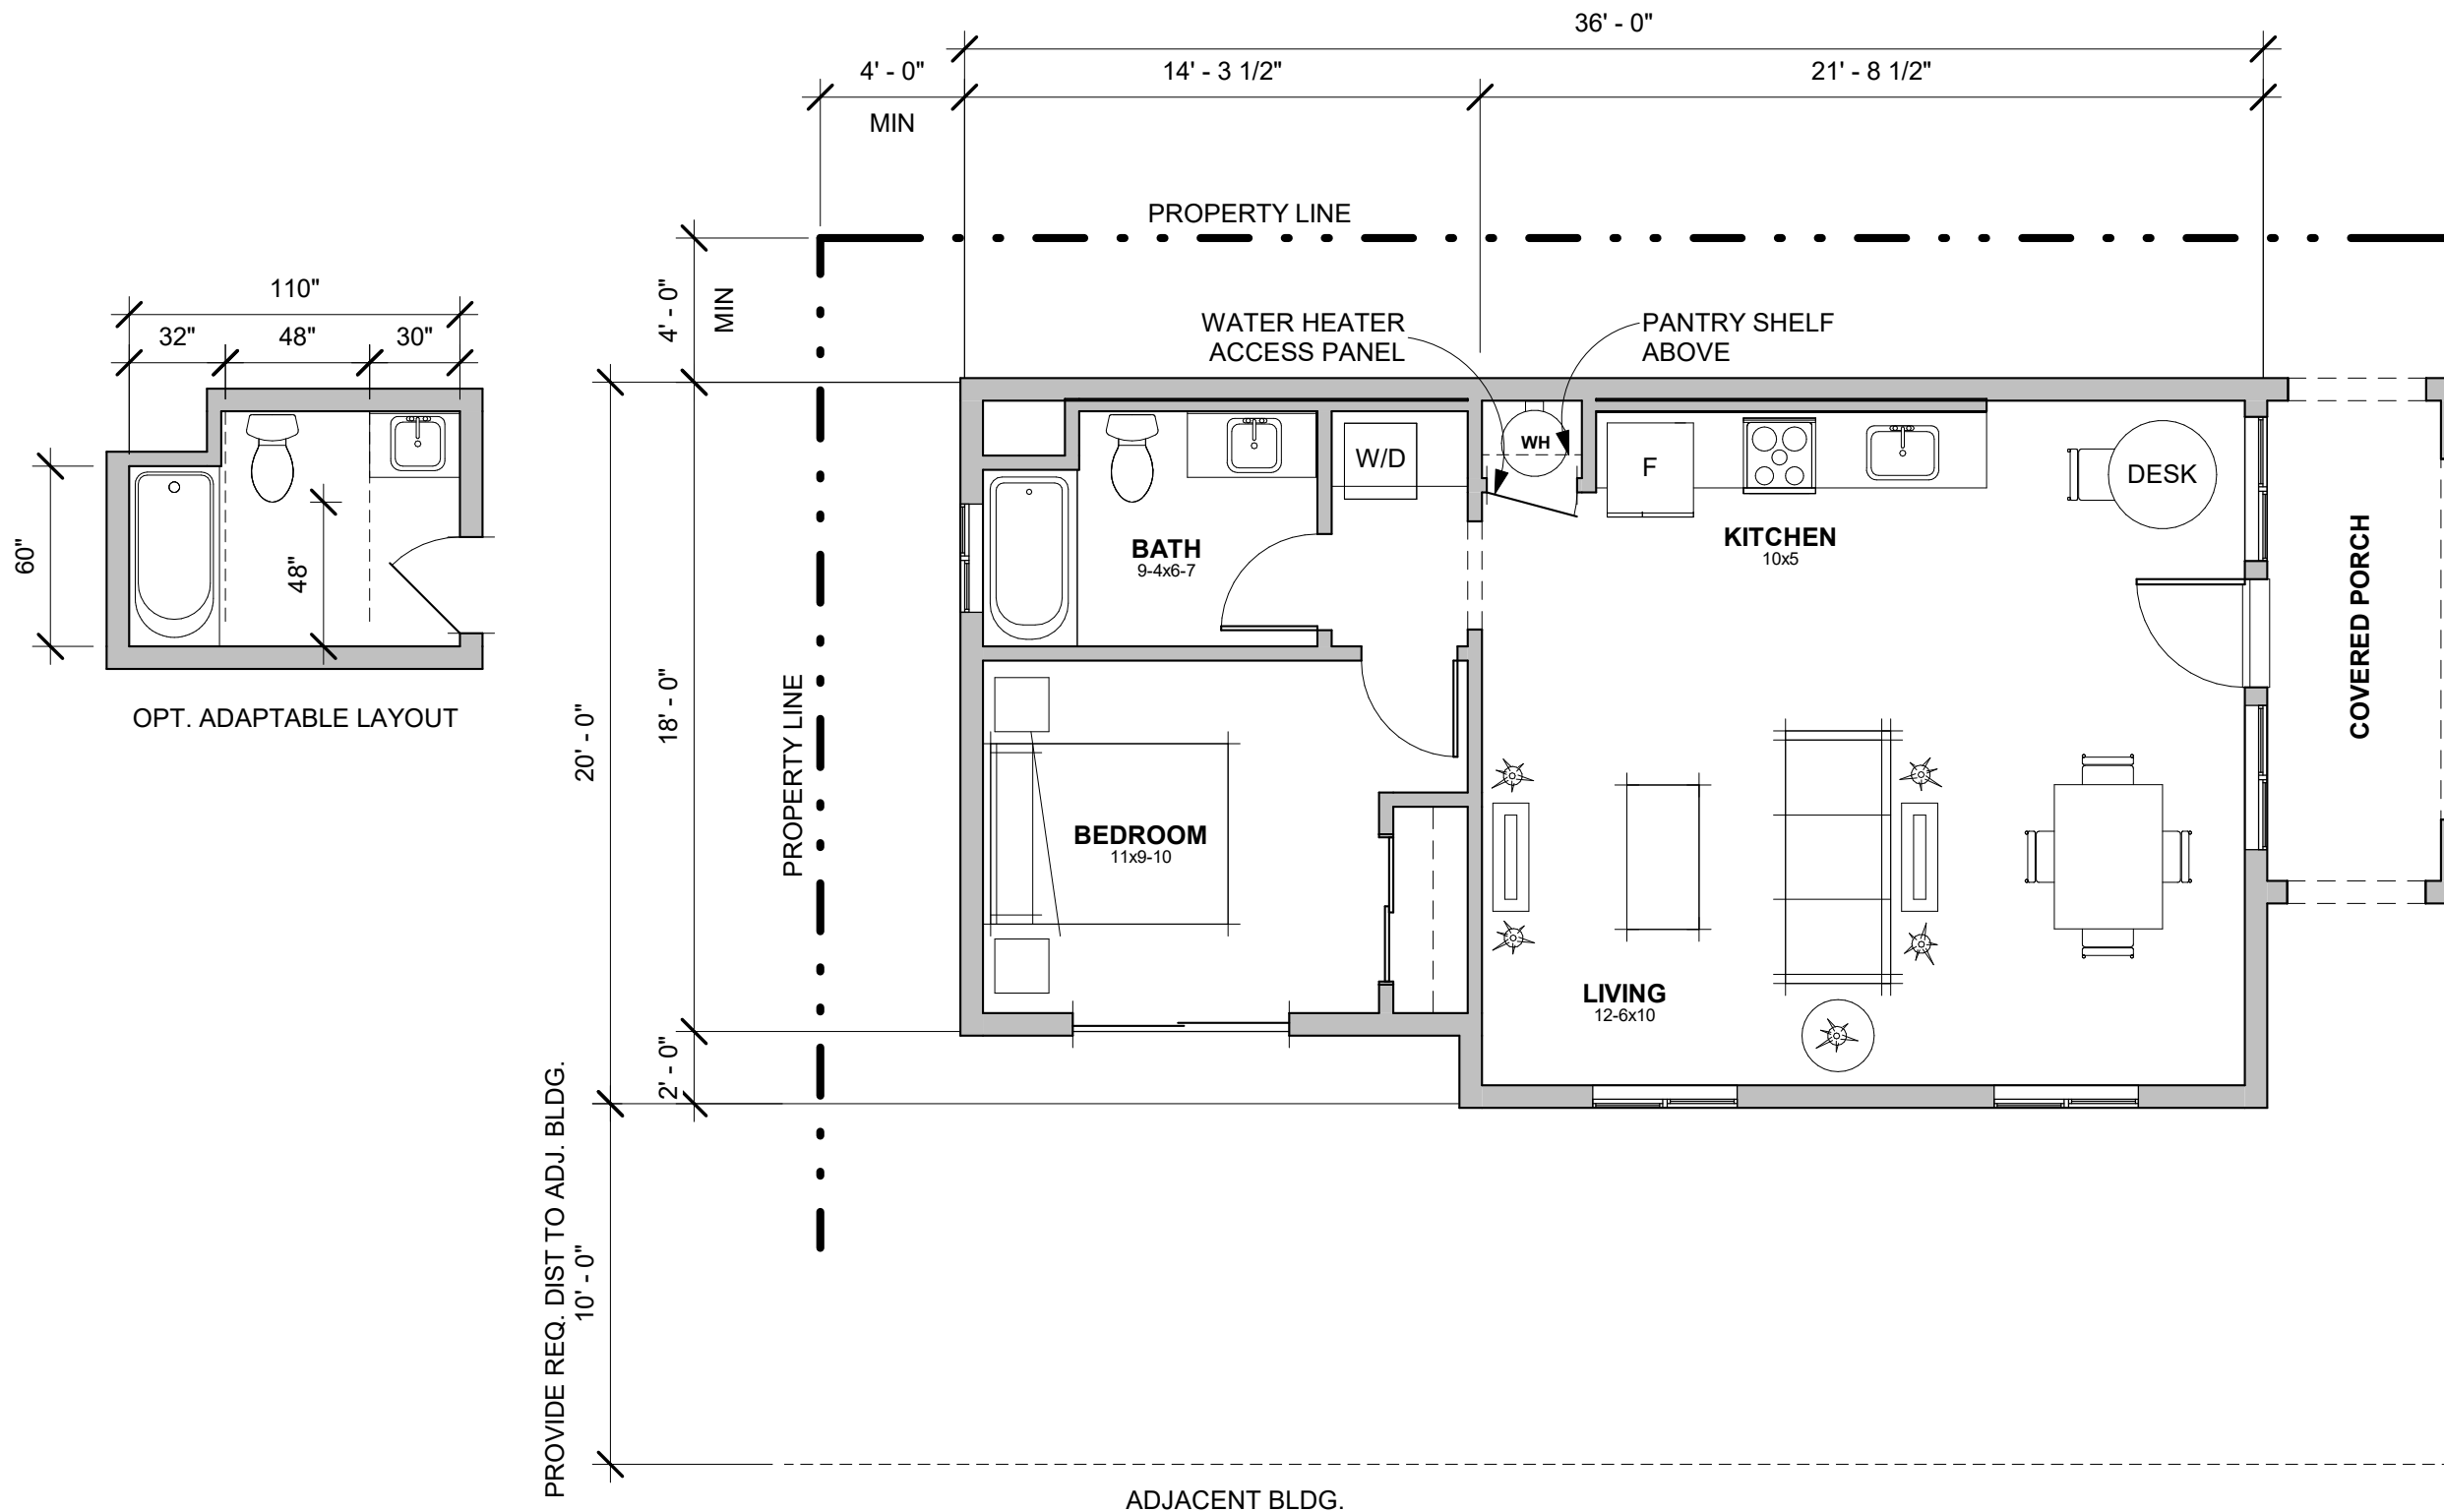 36' - 0"
4' - 0"
14' - 3 1/2"
21' - 8 1/2"
MIN
PROPERTY LINE
110"
32"
48"
30"
4' - 0"
MIN
WATER HEATER
ACCESS PANEL
PANTRY SHELF
ABOVE
WH
W/D
F
DESK
60"
48"
BATH
9-4x6-7
KITCHEN
10x5
COVERED PORCH
OPT. ADAPTABLE LAYOUT
20' - 0"
18' - 0"
PROPERTY LINE
BEDROOM
11x9-10
LIVING
12-6x10
2' - 0"
PROVIDE REQ. DIST TO ADJ. BLDG.
10' - 0"
ADJACENT BLDG.